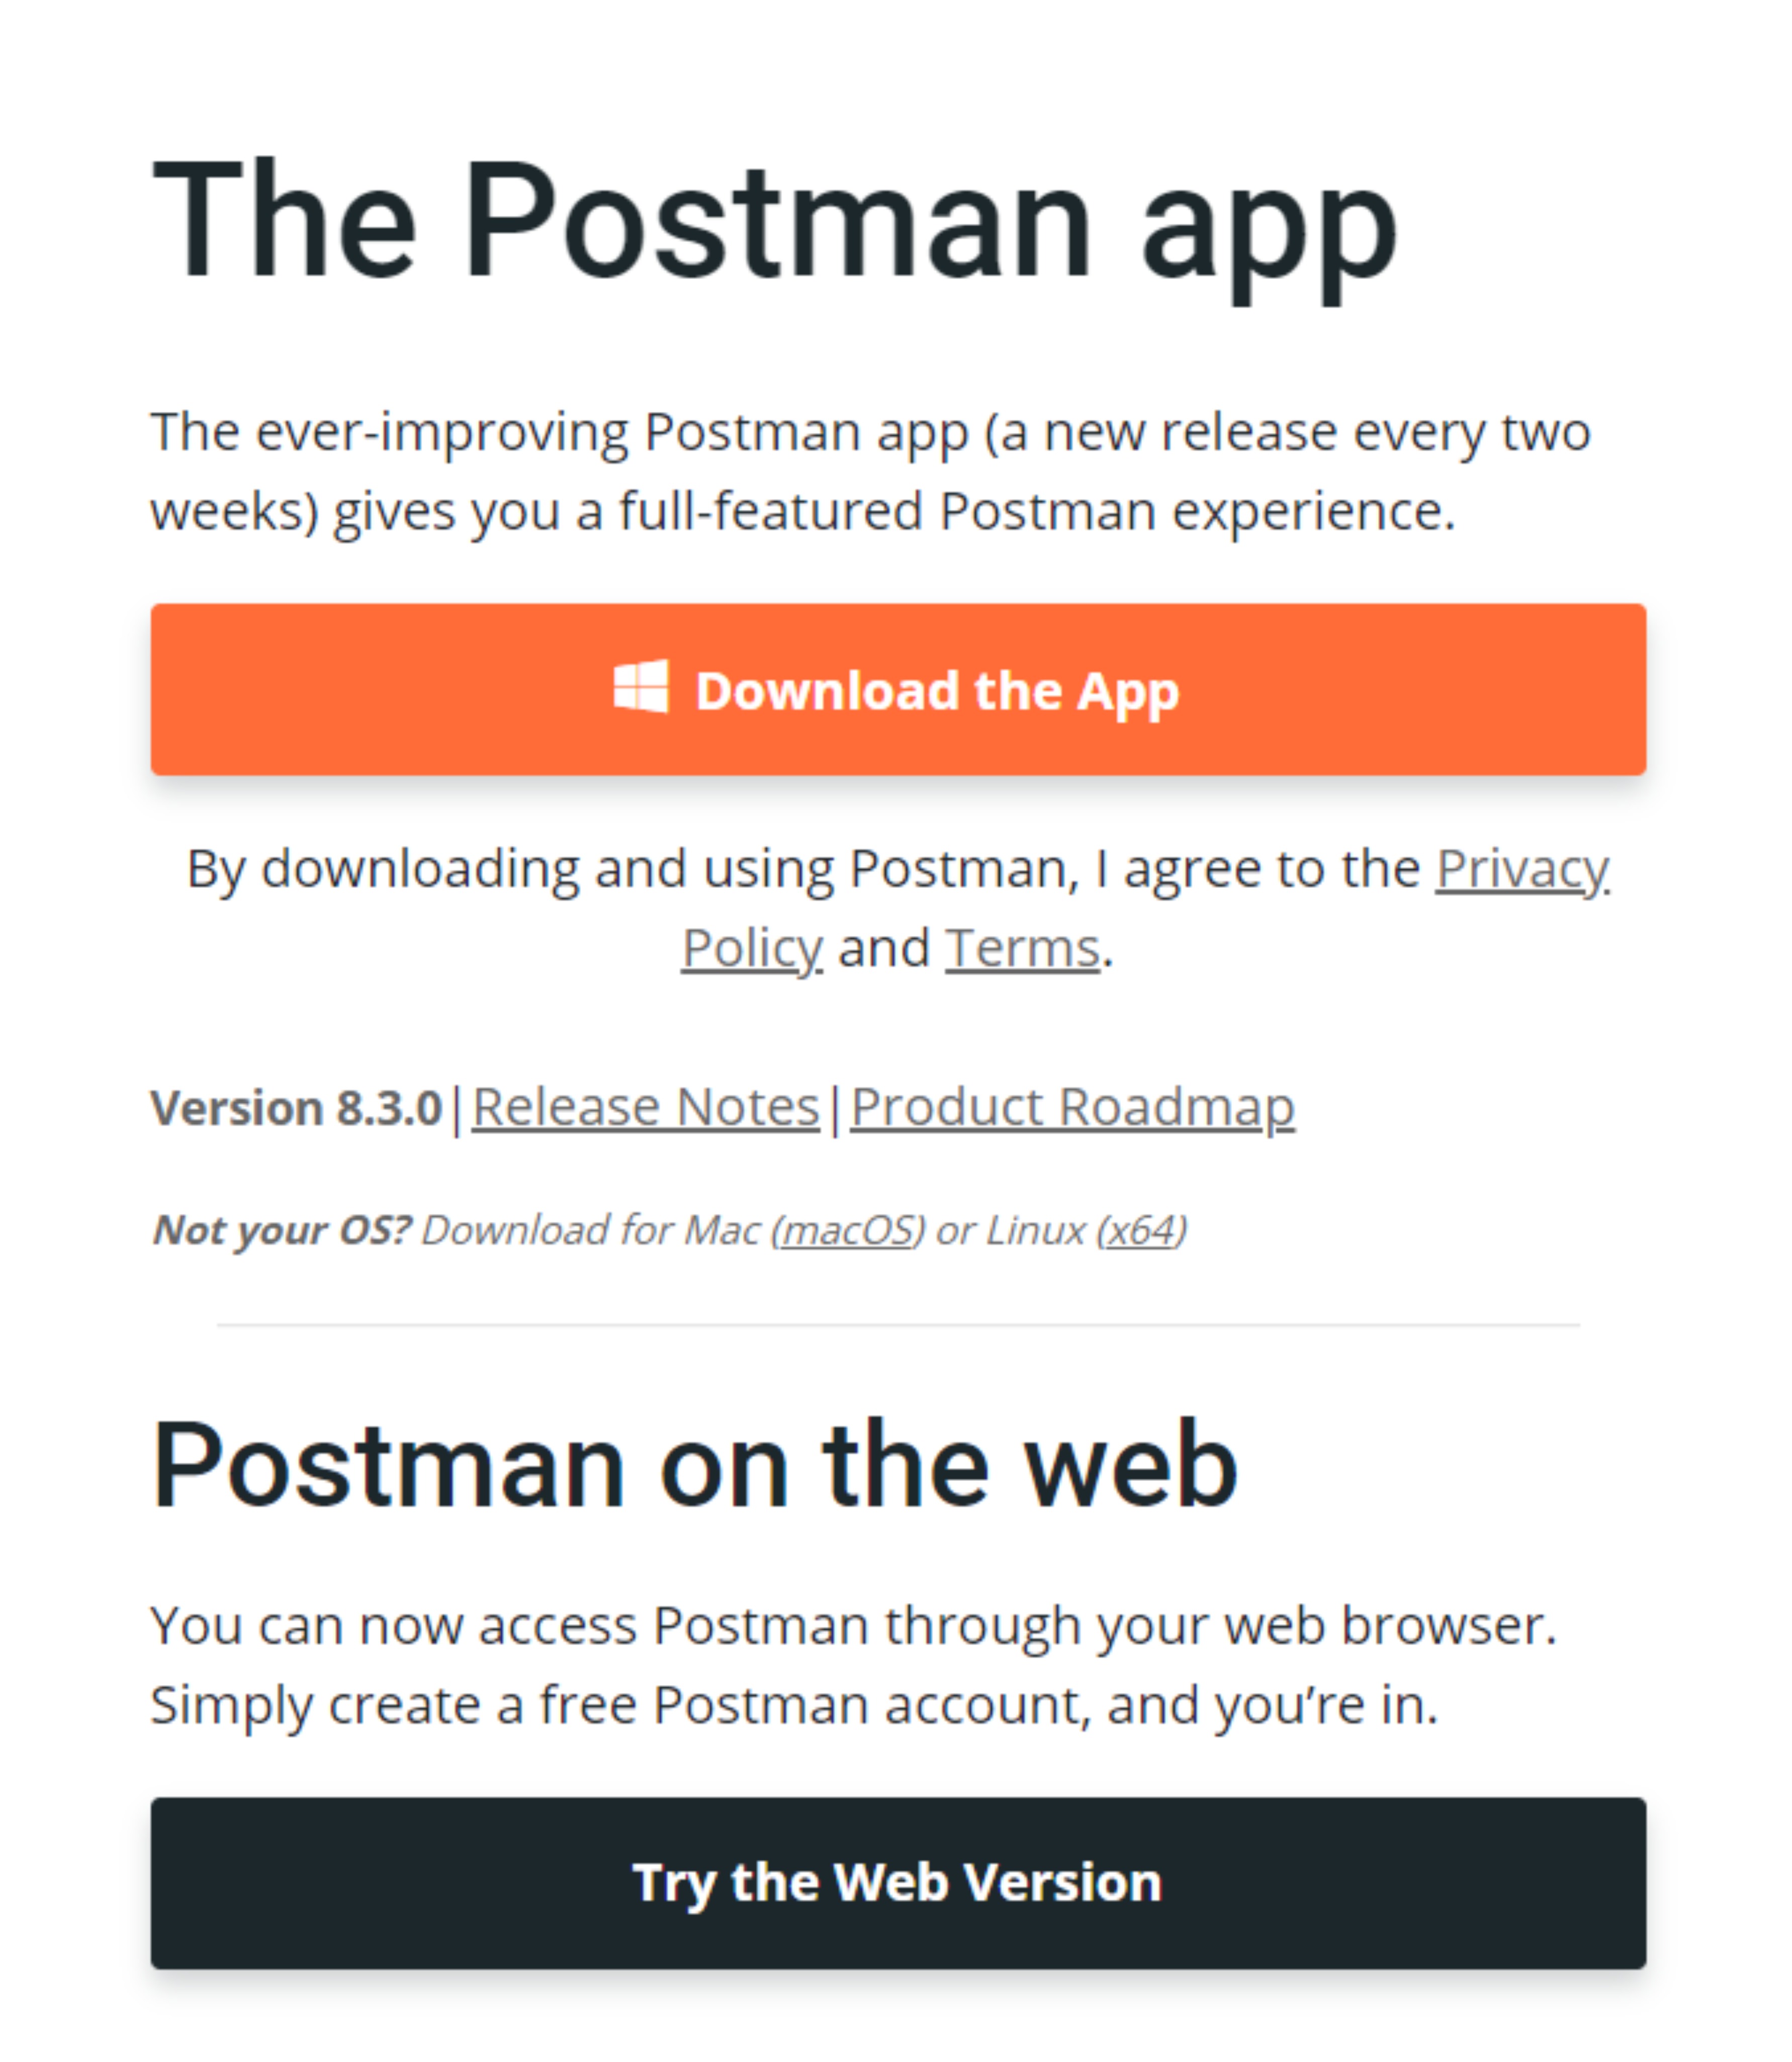 The Postman app
The ever-improving Postman app (a new release every two
weeks) gives you a full-featured Postman experience.
Download the App
By downloading and using Postman, I agree to the Privacy
Policy and Terms.
Version 8.3.0|Release Notes|Product Roadmap
Not your OS? Download for Mac (macOS) or Linux (x64)
Postman on the web
You can now access Postman through your web browser.
Simply create a free Postman account, and you’re in.
Try the Web Version